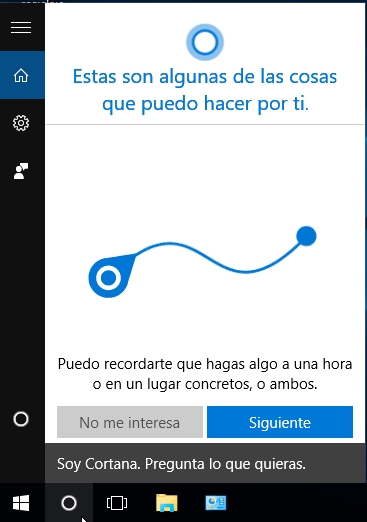 Estas son algunas de las cosas
que puedo hacer por ti.
Puedo recordarte que hagas algo a una hora
o en un lugar concretos, o ambos.
No me interesa
Siguiente
Soy Cortana. Pregunta lo que quieras.